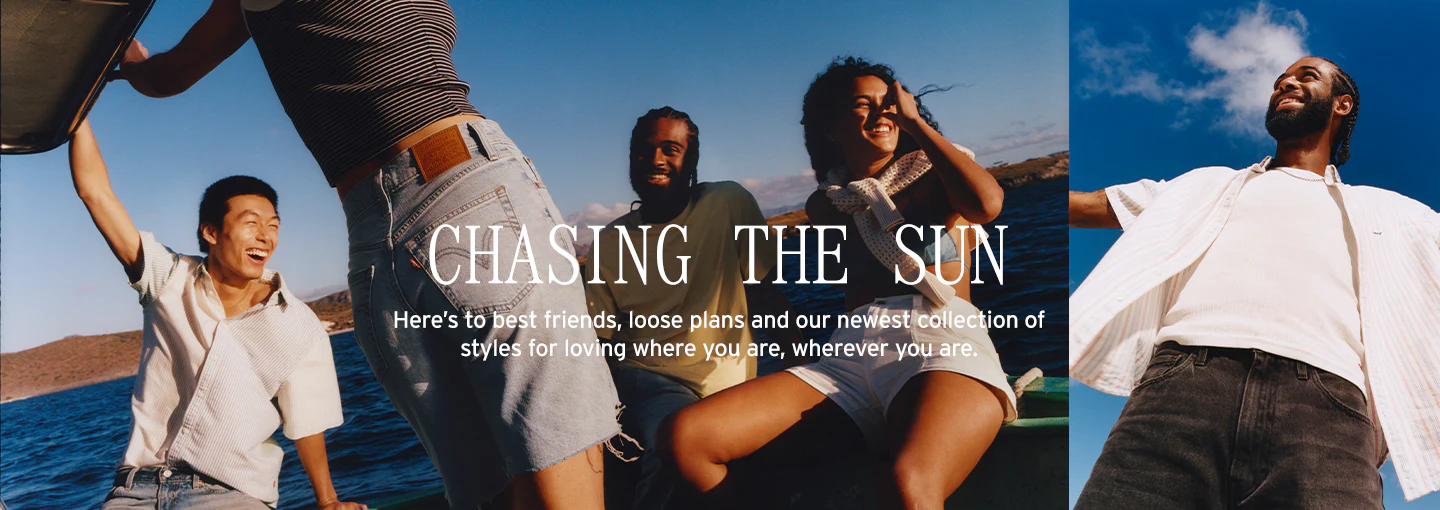 CHASING THE SUN
Here's to best friends, loose plans and our newest collection of
styles for loving where you are, wherever you are.